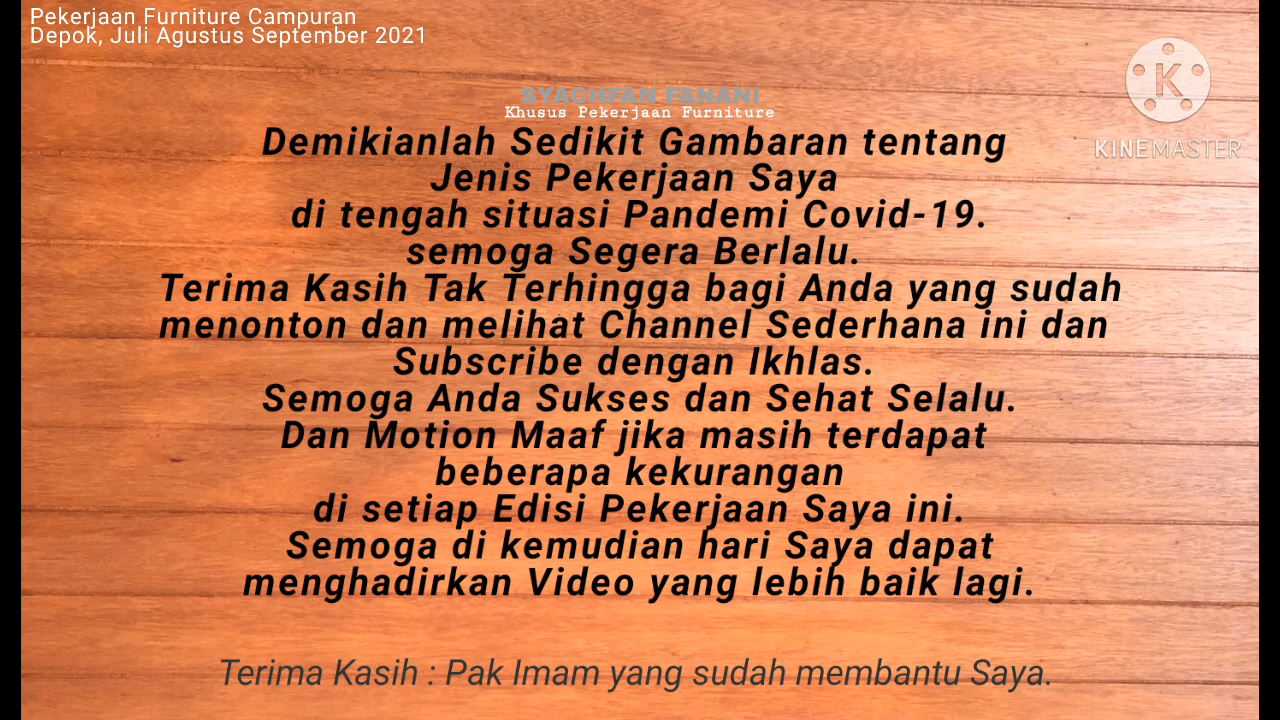 Pekerjaan Furniture Campuran
Depok, Juli Agustus September 2021
SYACHFAN FANANI
Khusus Pekerjaan Furniture
KINEMASTER
Demikianlah Sedikit Gambaran tentang
Jenis Pekerjaan Saya
di tengah situasi Pandemi Covid-19.
semoga Segera Berlalu.
Terima Kasih Tak Terhingga bagi Anda yang sudah
menonton dan melihat Channel Sederhana ini dan
Subscribe dengan Ikhlas.
Semoga Anda Sukses dan Sehat Selalu.
Dan Motion Maaf jika masih terdapat
beberapa kekurangan
di setiap Edisi Pekerjaan Saya ini.
Semoga di kemudian hari Saya dapat
menghadirkan Video yang lebih baik lagi.
Terima Kasih : Pak Imam yang sudah membantu Saya.